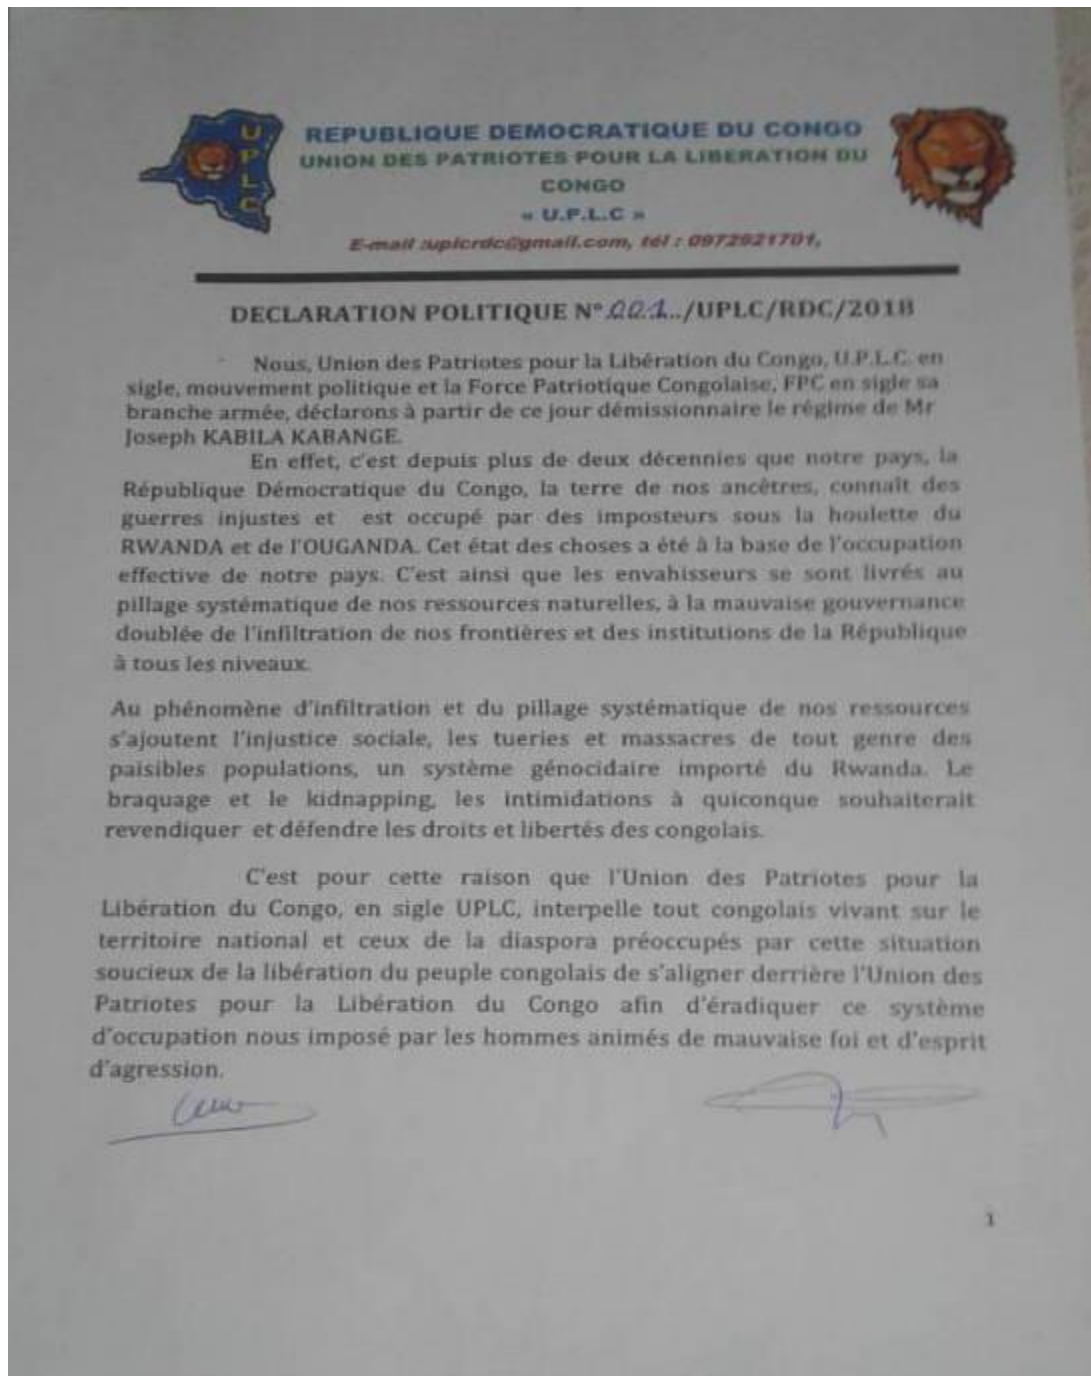 U.
P
L
C
REPUBLIQUE DEMOCRATIQUE DU CONGO
UNION DES PATRIOTES POUR LA LIBERATION DU
CONGO
« U.P.L.C »
E-mail :uplcrdc@gmail.com, tél : 0972921701,
DECLARATION POLITIQUE N° 001../UPLC/RDC/2018
Nous, Union des Patriotes pour la Libération du Congo, U.P.L.C. en
sigle, mouvement politique et la Force Patriotique Congolaise, FPC en sigle sa
branche armée, déclarons à partir de ce jour démissionnaire le régime de Mr
Joseph KABILA KABANGE.
En effet, c'est depuis plus de deux décennies que notre pays, la
République Démocratique du Congo, la terre de nos ancêtres, connaît des
guerres injustes et est occupé par des imposteurs sous la houlette du
RWANDA et de l'OUGANDA. Cet état des choses a été à la base de l'occupation
effective de notre pays. C'est ainsi que les envahisseurs se sont livrés au
pillage systématique de nos ressources naturelles, à la mauvaise gouvernance
doublée de l'infiltration de nos frontières et des institutions de la République
à tous les niveaux.
Au phénomène d'infiltration et du pillage systématique de nos ressources
s'ajoutent l'injustice sociale, les tueries et massacres de tout genre des
paisibles populations, un système génocidaire importé du Rwanda. Le
braquage et le kidnapping, les intimidations à quiconque souhaiterait
revendiquer et défendre les droits et libertés des congolais.
C'est pour cette raison que l'Union des Patriotes pour la
Libération du Congo, en sigle UPLC, interpelle tout congolais vivant sur le
territoire national et ceux de la diaspora préoccupés par cette situation
soucieux de la libération du peuple congolais de s'aligner derrière l'Union des
Patriotes pour la Libération du Congo afin d'éradiquer ce système
d'occupation nous imposé par les hommes animés de mauvaise foi et d'esprit
d'agression.
1